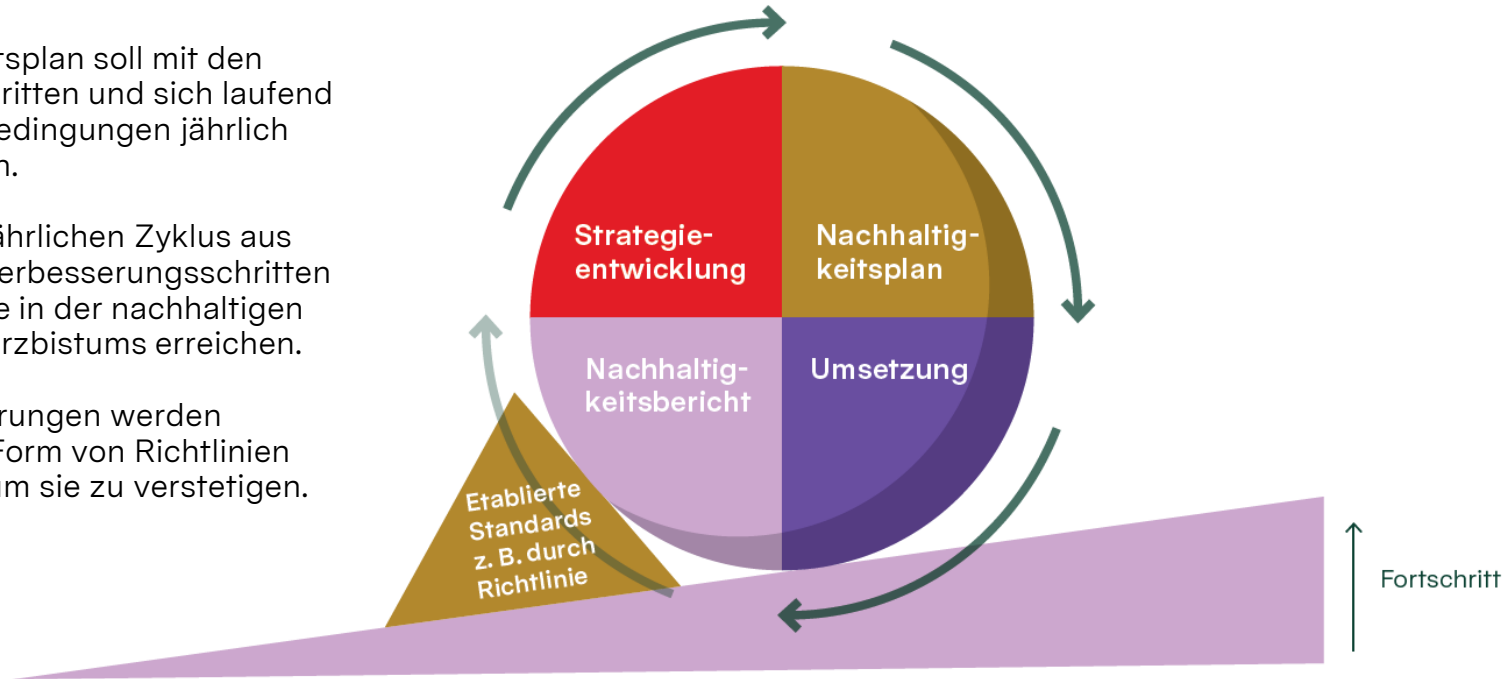 tsplan soll mit den
ritten und sich laufend
edingungen jährlich
n.
ährlichen Zyklus aus
erbesserungsschritten
e in der nachhaltigen
rzbistums erreichen.
rungen werden
Form von Richtlinien
um sie zu verstetigen.
Strategie-
entwicklung
Nachhaltig-
keitsplan
Nachhaltig-
keitsbericht
Umsetzung
Etablierte
Standards
z. B. durch
Richtlinie
Fortschritt